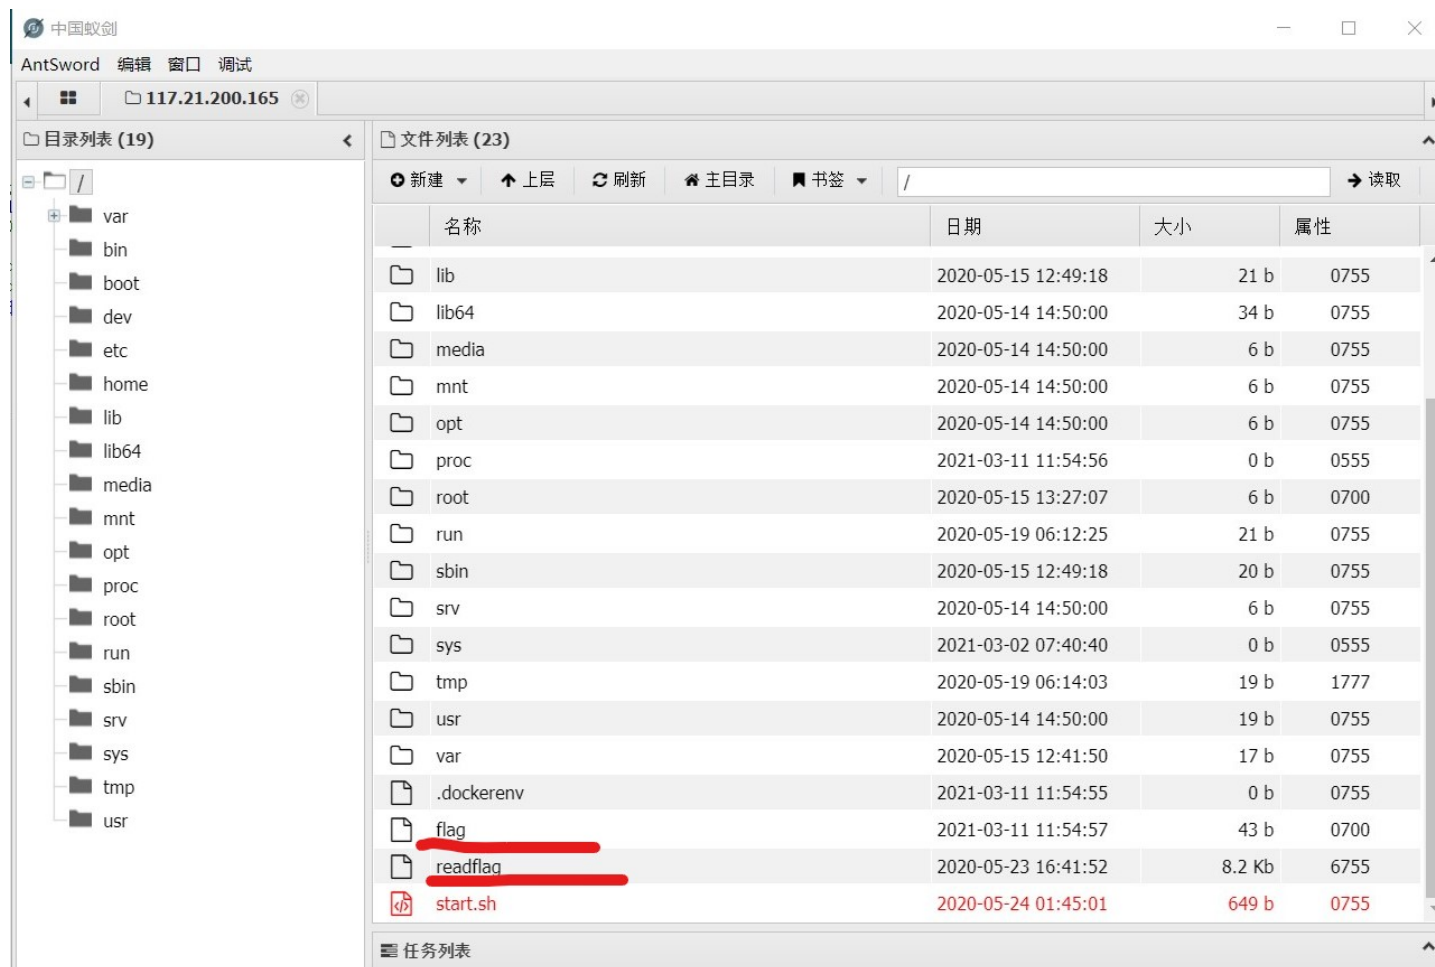 中国蚁剑
AntSword 编辑 窗口 调试
117.21.200.165
目录列表 (19)
/
var
bin
boot
dev
etc
home
lib
lib64
media
mnt
opt
proc
root
run
sbin
srv
sys
tmp
usr
文件列表 (23)
新建 上层 刷新 主目录 书签 / 读取
名称 日期 大小 属性
lib 2020-05-15 12:49:18 21 b 0755
lib64 2020-05-14 14:50:00 34 b 0755
media 2020-05-14 14:50:00 6 b 0755
mnt 2020-05-14 14:50:00 6 b 0755
opt 2020-05-14 14:50:00 6 b 0755
proc 2021-03-11 11:54:56 0 b 0555
root 2020-05-15 13:27:07 6 b 0700
run 2020-05-19 06:12:25 21 b 0755
sbin 2020-05-15 12:49:18 20 b 0755
srv 2020-05-14 14:50:00 6 b 0755
sys 2021-03-02 07:40:40 0 b 0555
tmp 2020-05-19 06:14:03 19 b 1777
usr 2020-05-14 14:50:00 19 b 0755
var 2020-05-15 12:41:50 17 b 0755
.dockerenv 2021-03-11 11:54:55 0 b 0755
flag 2021-03-11 11:54:57 43 b 0700
readflag 2020-05-23 16:41:52 8.2 Kb 6755
start.sh 2020-05-24 01:45:01 649 b 0755
任务列表